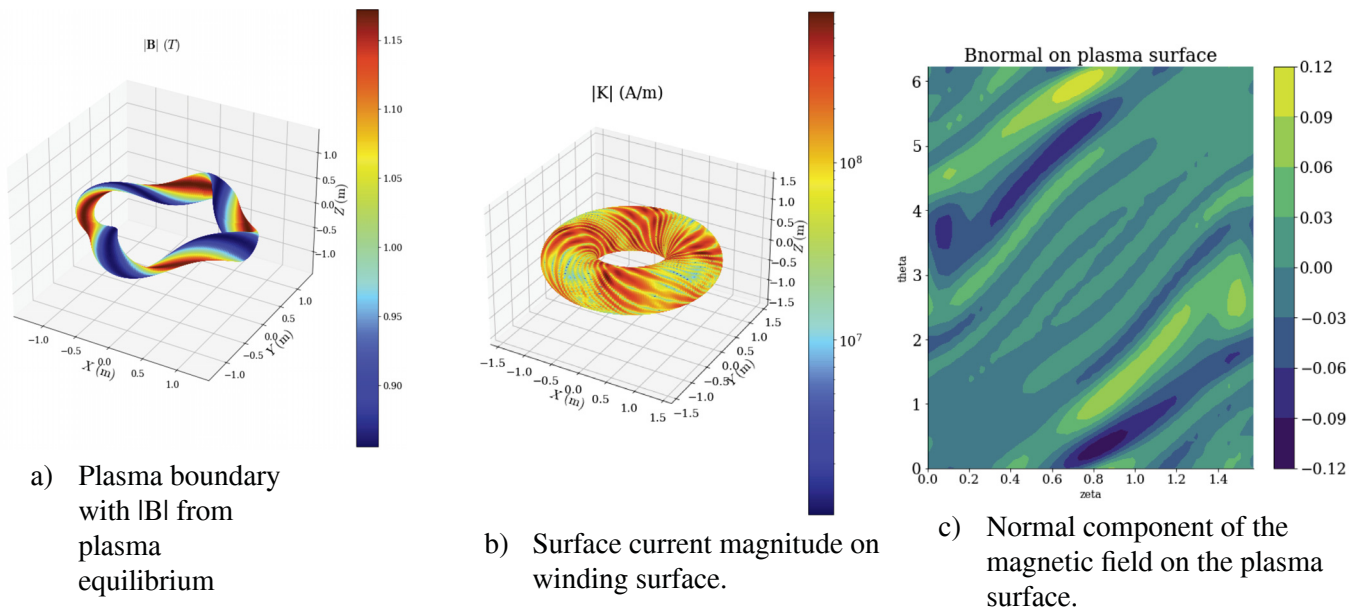 |B| (T)
1.15
1.10
1.05
1.00
0.95
0.90
1.0
0.5
0.0
−0.5
−1.0
Z (m)
−1.0
−0.5
0.0
0.5
1.0
X (m)
−1.0
−0.5
0.0
0.5
1.0
Y (m)
a) Plasma boundary
with |B| from
plasma
equilibrium
|K| (A/m)
10⁸
10⁷
1.5
1.0
0.5
0.0
−0.5
−1.0
−1.5
Z (m)
−1.5
−1.0
−0.5
0.0
0.5
1.0
1.5
X (m)
−1.5
−1.0
−0.5
0.0
0.5
1.0
1.5
Y (m)
b) Surface current magnitude on
winding surface.
Bnormal on plasma surface
6
5
4
3
2
1
0
theta
0.0 0.2 0.4 0.6 0.8 1.0 1.2 1.4
zeta
0.12
0.09
0.06
0.03
0.00
−0.03
−0.06
−0.09
−0.12
c) Normal component of the
magnetic field on the plasma
surface.